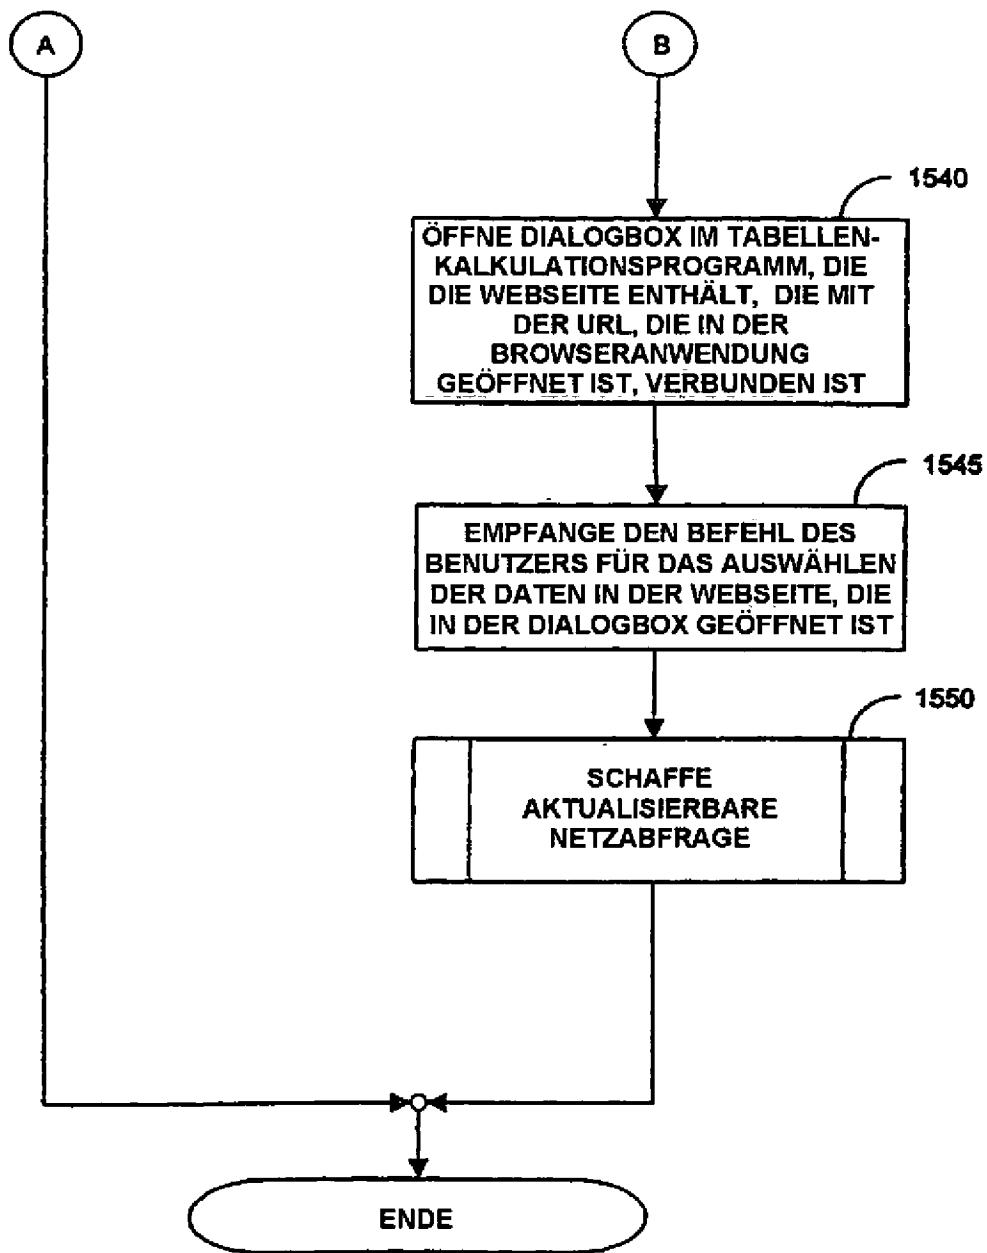 A
B
1540
ÖFFNE DIALOGBOX IM TABELLEN-
KALKULATIONSPROGRAMM, DIE
DIE WEBSEITE ENTHÄLT, DIE MIT
DER URL, DIE IN DER
BROWSERANWENDUNG
GEÖFFNET IST, VERBUNDEN IST
1545
EMPFANGE DEN BEFEHL DES
BENUTZERS FÜR DAS AUSWÄHLEN
DER DATEN IN DER WEBSEITE, DIE
IN DER DIALOGBOX GEÖFFNET IST
1550
SCHAFFE
AKTUALISIERBARE
NETZABFRAGE
ENDE